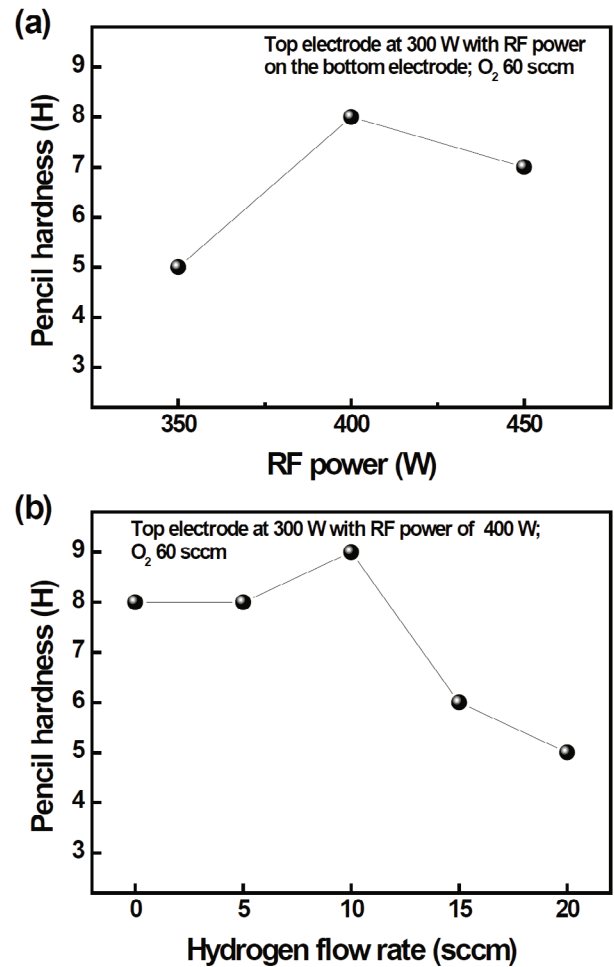 (a)
Top electrode at 300 W with RF power
on the bottom electrode; O₂ 60 sccm
Pencil hardness (H)
9
8
7
6
5
4
3
350 400 450
RF power (W)
(b)
Top electrode at 300 W with RF power of 400 W;
O₂ 60 sccm
Pencil hardness (H)
9
8
7
6
5
4
3
0 5 10 15 20
Hydrogen flow rate (sccm)